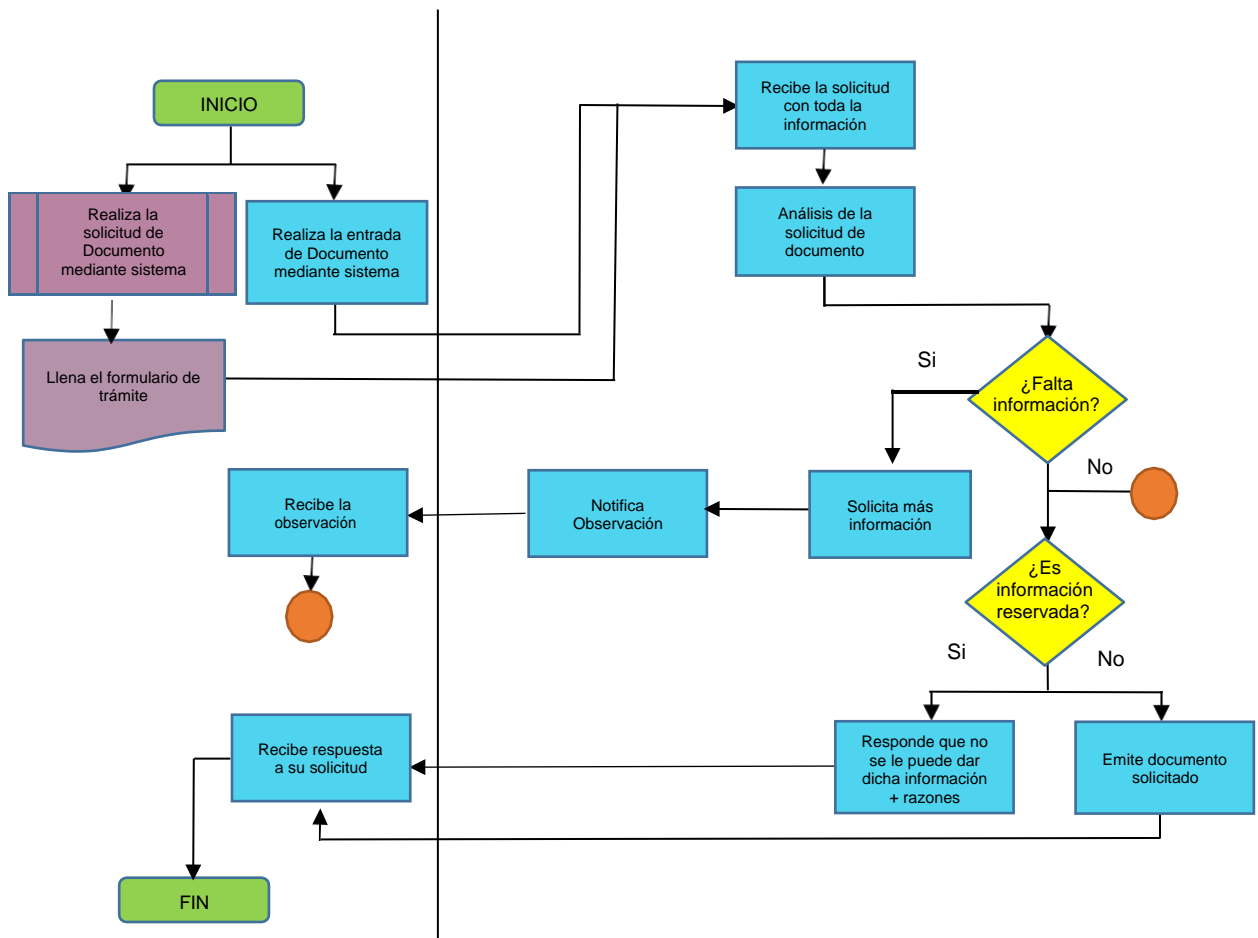 INICIO
Realiza la
solicitud de
Documento
mediante sistema
Realiza la entrada
de Documento
mediante sistema
Llena el formulario de
trámite
Recibe la solicitud
con toda la
información
Análisis de la
solicitud de
documento
Si
¿Falta
información?
No
Solicita más
información
Notifica
Observación
Recibe la
observación
¿Es
información
reservada?
Si
No
Responde que no
se le puede dar
dicha información
+ razones
Emite documento
solicitado
Recibe respuesta
a su solicitud
FIN